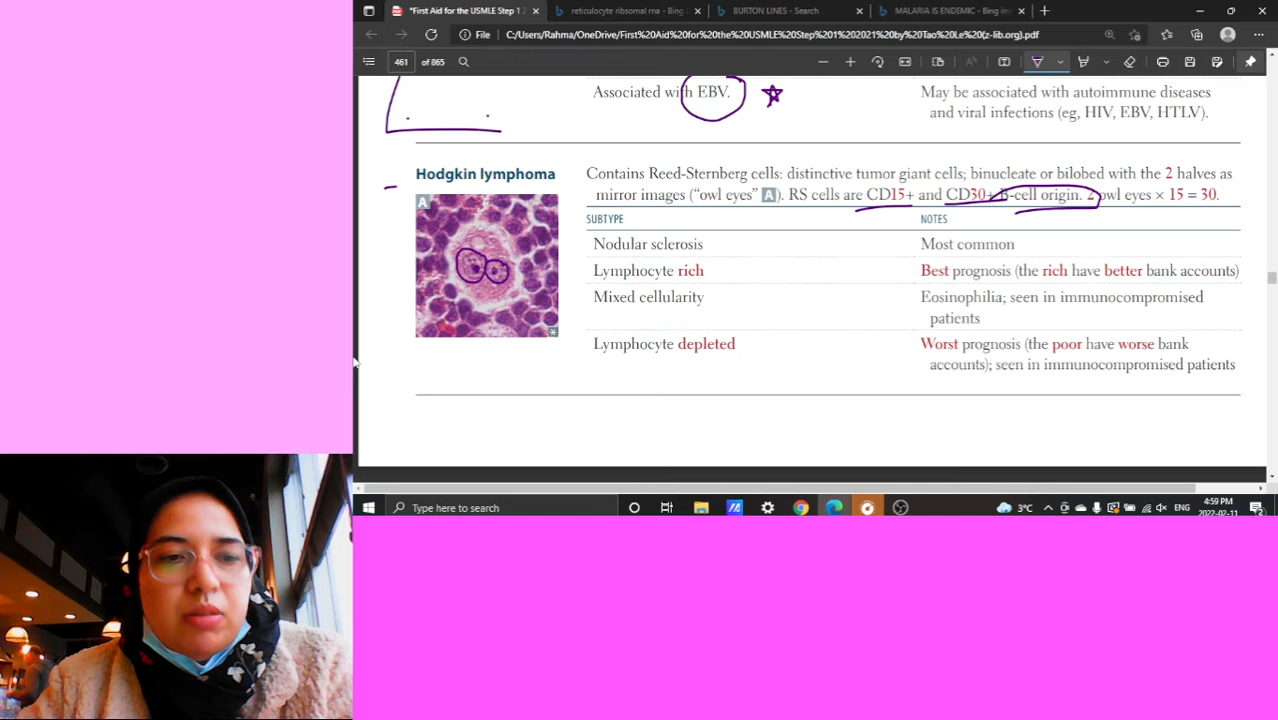 "First Aid for the USMLE Step 1 2
reticulocyte ribsomal rna - Bing
BURTON LINES - Search
MALARIA IS ENDEMIC - Bing
File
C:/Users/Rahma/OneDrive/First%20Aid%20for%20the%20USMLE%20Step%201%202021%20by%20Tao%20Le%20(z-lib.org).pdf
461 of 865
Associated with EBV.
May be associated with autoimmune diseases
and viral infections (eg, HIV, EBV, HTLV).
Hodgkin lymphoma
A
Contains Reed-Sternberg cells: distinctive tumor giant cells; binucleate or bilobed with the 2 halves as
mirror images ("owl eyes" A). RS cells are CD15+ and CD30+ B-cell origin. 2 owl eyes × 15 = 30.
SUBTYPE NOTES
Nodular sclerosis Most common
Lymphocyte rich Best prognosis (the rich have better bank accounts)
Mixed cellularity Eosinophilia; seen in immunocompromised
patients
Lymphocyte depleted Worst prognosis (the poor have worse bank
accounts); seen in immunocompromised patients
Type here to search
3°C
ENG
4:59 PM
2022-02-11